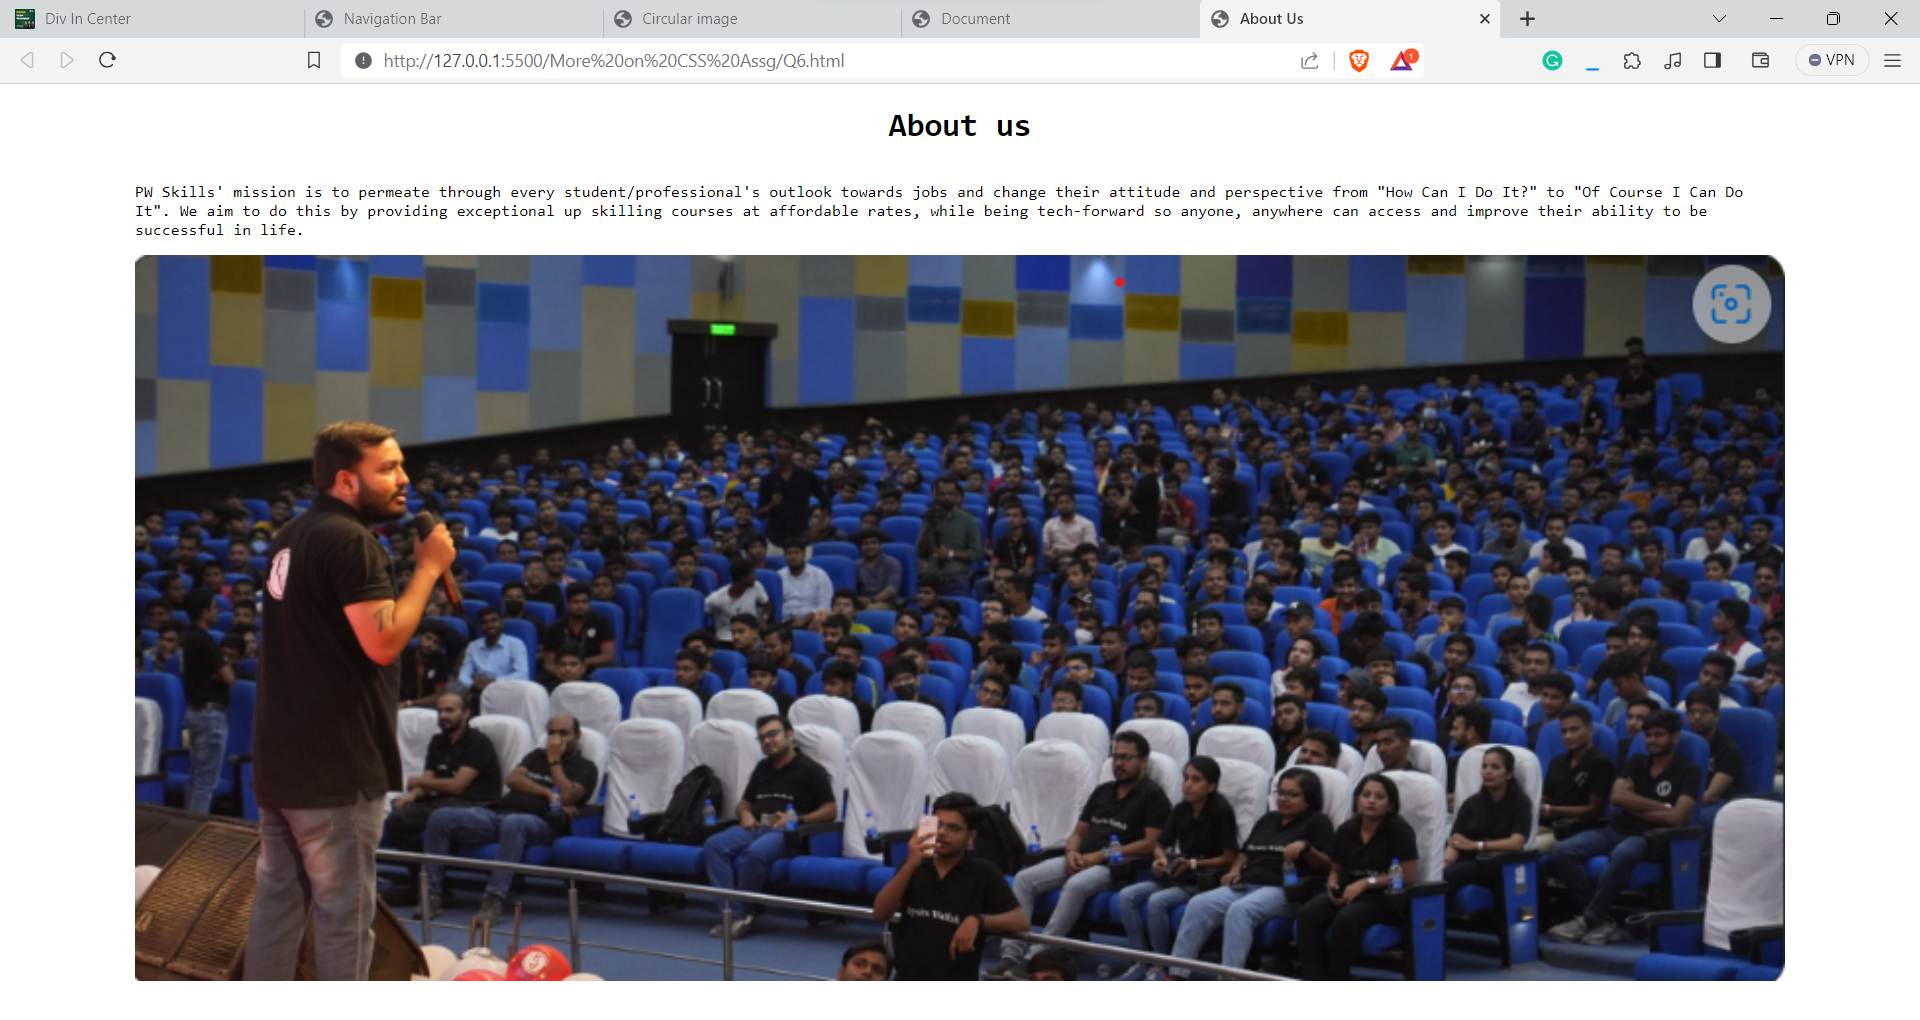 Div In Center
Navigation Bar
Circular image
Document
About Us
http://127.0.0.1:5500/More%20on%20CSS%20Assg/Q6.html
1
VPN
About us
PW Skills' mission is to permeate through every student/professional's outlook towards jobs and change their attitude and perspective from "How Can I Do It?" to "Of Course I Can Do
It". We aim to do this by providing exceptional up skilling courses at affordable rates, while being tech-forward so anyone, anywhere can access and improve their ability to be
successful in life.